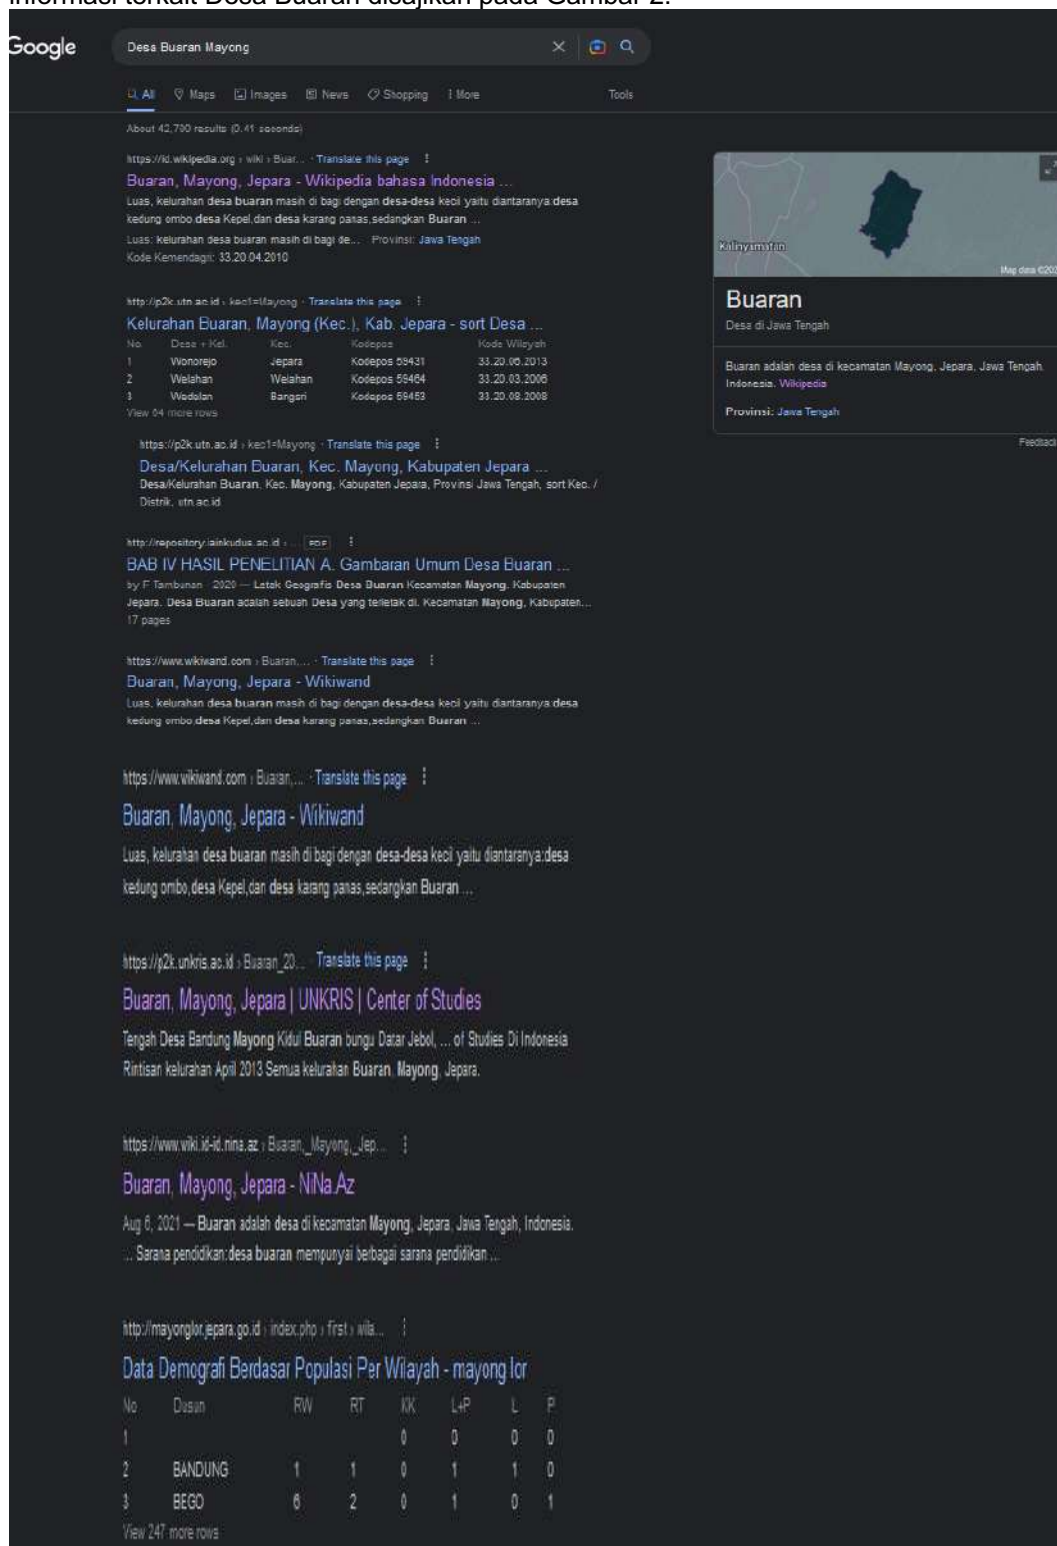 informasi terkait Desa Buaran disajikan pada Gambar 2.
Google
Desa Buaran Mayong
All Maps Images News Shopping More Tools
About 42,700 results (0.41 seconds)
https://id.wikipedia.org › wiki › Buar... · Translate this page
Buaran, Mayong, Jepara - Wikipedia bahasa Indonesia ...
Luas, kelurahan desa buaran masih di bagi dengan desa-desa kecil yaitu diantaranya:desa
kedung ombo,desa Kepel,dan desa karang panas,sedangkan Buaran ...
Luas: kelurahan desa buaran masih di bagi de... Provinsi: Jawa Tengah
Kode Kemendagri: 33.20.04.2010
http://p2k.utn.ac.id › kec1=Mayong · Translate this page
Kelurahan Buaran, Mayong (Kec.), Kab. Jepara - sort Desa ...
No. Desa + Kel. Kec. Kodepos Kode Wilayah
1 Wonorejo Jepara Kodepos 59431 33.20.06.2013
2 Welahan Welahan Kodepos 59464 33.20.03.2006
3 Wedelan Bangsri Kodepos 59453 33.20.08.2008
View 64 more rows
https://p2k.utn.ac.id › kec1=Mayong · Translate this page
Desa/Kelurahan Buaran, Kec. Mayong, Kabupaten Jepara ...
Desa/Kelurahan Buaran, Kec. Mayong, Kabupaten Jepara, Provinsi Jawa Tengah, sort Kec. /
Distrik, utn.ac.id
http://repository.iainkudus.ac.id › ... PDF
BAB IV HASIL PENELITIAN A. Gambaran Umum Desa Buaran ...
by F Tambunan · 2020 — Letak Geografis Desa Buaran Kecamatan Mayong, Kabupaten
Jepara. Desa Buaran adalah sebuah Desa yang terletak di. Kecamatan Mayong, Kabupaten...
17 pages
https://www.wikiwand.com › Buaran,... · Translate this page
Buaran, Mayong, Jepara - Wikiwand
Luas, kelurahan desa buaran masih di bagi dengan desa-desa kecil yaitu diantaranya:desa
kedung ombo,desa Kepel,dan desa karang panas,sedangkan Buaran ...
https://www.wikiwand.com › Buaran,... · Translate this page
Buaran, Mayong, Jepara - Wikiwand
Luas, kelurahan desa buaran masih di bagi dengan desa-desa kecil yaitu diantaranya:desa
kedung ombo,desa Kepel,dan desa karang panas,sedangkan Buaran ...
https://p2k.unkris.ac.id › Buaran_20... Translate this page
Buaran, Mayong, Jepara | UNKRIS | Center of Studies
Tengah Desa Bandung Mayong Kidul Buaran bungu Datar Jebol, ... of Studies Di Indonesia
Rintisan kelurahan April 2013 Semua kelurahan Buaran, Mayong, Jepara.
https://www.wiki.id-id.nina.az › Buaran,_Mayong,_Jep...
Buaran, Mayong, Jepara - NiNa.Az
Aug 6, 2021 — Buaran adalah desa di kecamatan Mayong, Jepara, Jawa Tengah, Indonesia.
... Sarana pendidikan:desa buaran mempunyai berbagai sarana pendidikan ...
http://mayonglor.jepara.go.id › index.php › first › wila...
Data Demografi Berdasar Populasi Per Wilayah - mayong lor
No Dusun RW RT KK L+P L P
1 0 0 0 0
2 BANDUNG 1 1 0 1 1 0
3 BEGO 6 2 0 1 0 1
View 247 more rows
Kalinyamatan
Map data ©202
Buaran
Desa di Jawa Tengah
Buaran adalah desa di kecamatan Mayong, Jepara, Jawa Tengah,
Indonesia. Wikipedia
Provinsi: Jawa Tengah
Feedback